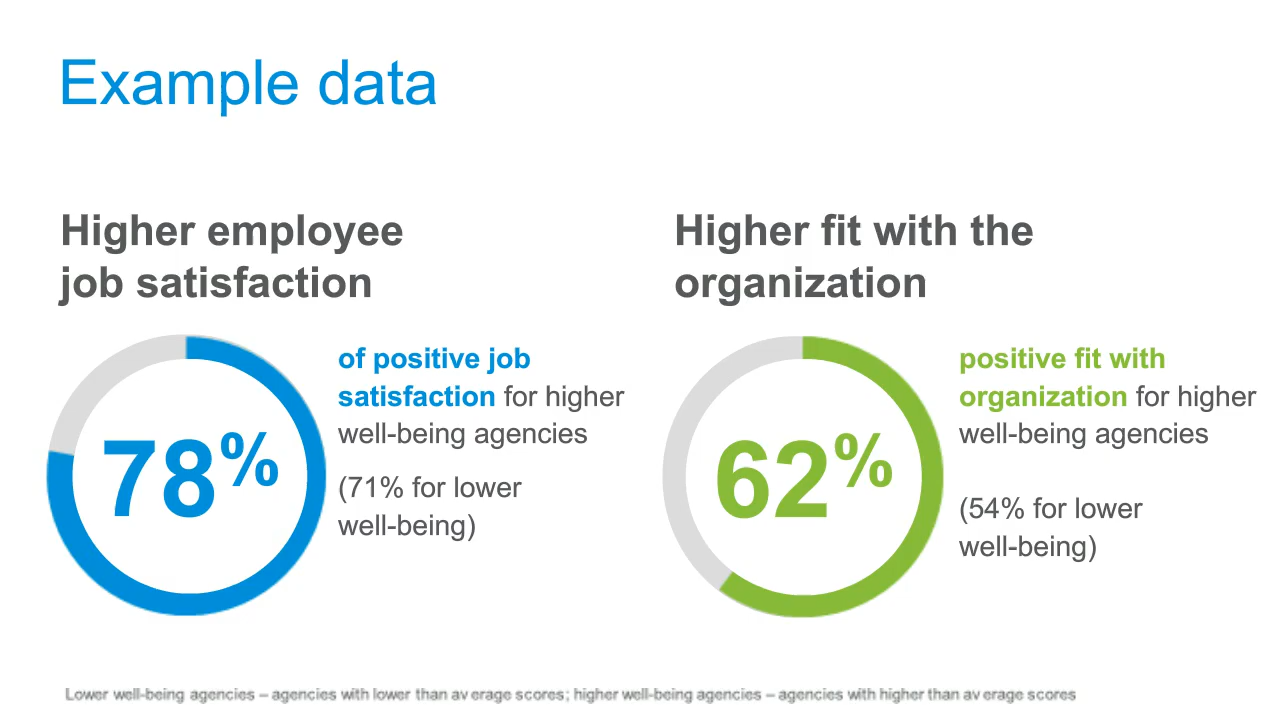 Example data
Higher employee
job satisfaction
78%
of positive job
satisfaction for higher
well-being agencies
(71% for lower
well-being)
Higher fit with the
organization
62%
positive fit with
organization for higher
well-being agencies
(54% for lower
well-being)
Lower well-being agencies – agencies with lower than av erage scores; higher well-being agencies – agencies with higher than av erage scores